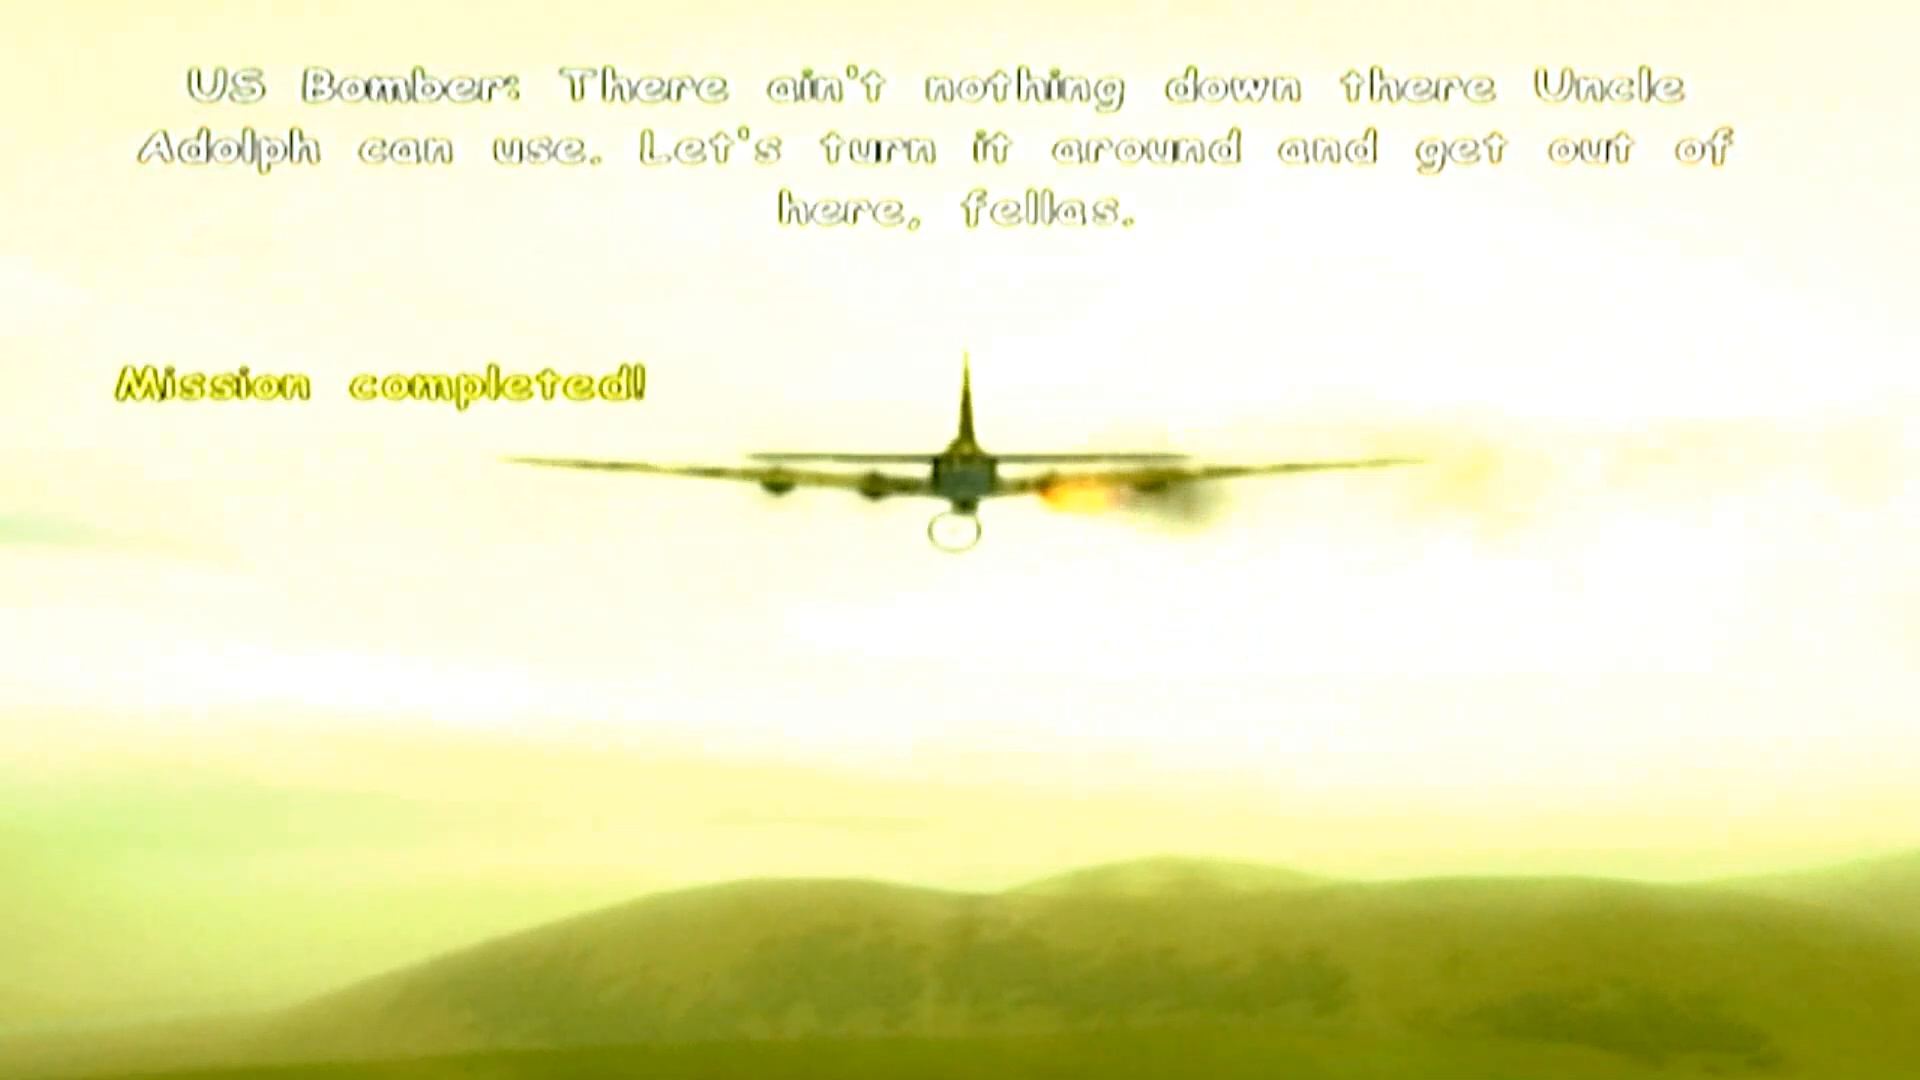 US Bomber: There ain't nothing down there Uncle
Adolph can use. Let's turn it around and get out of
here, fellas.
Mission completed!